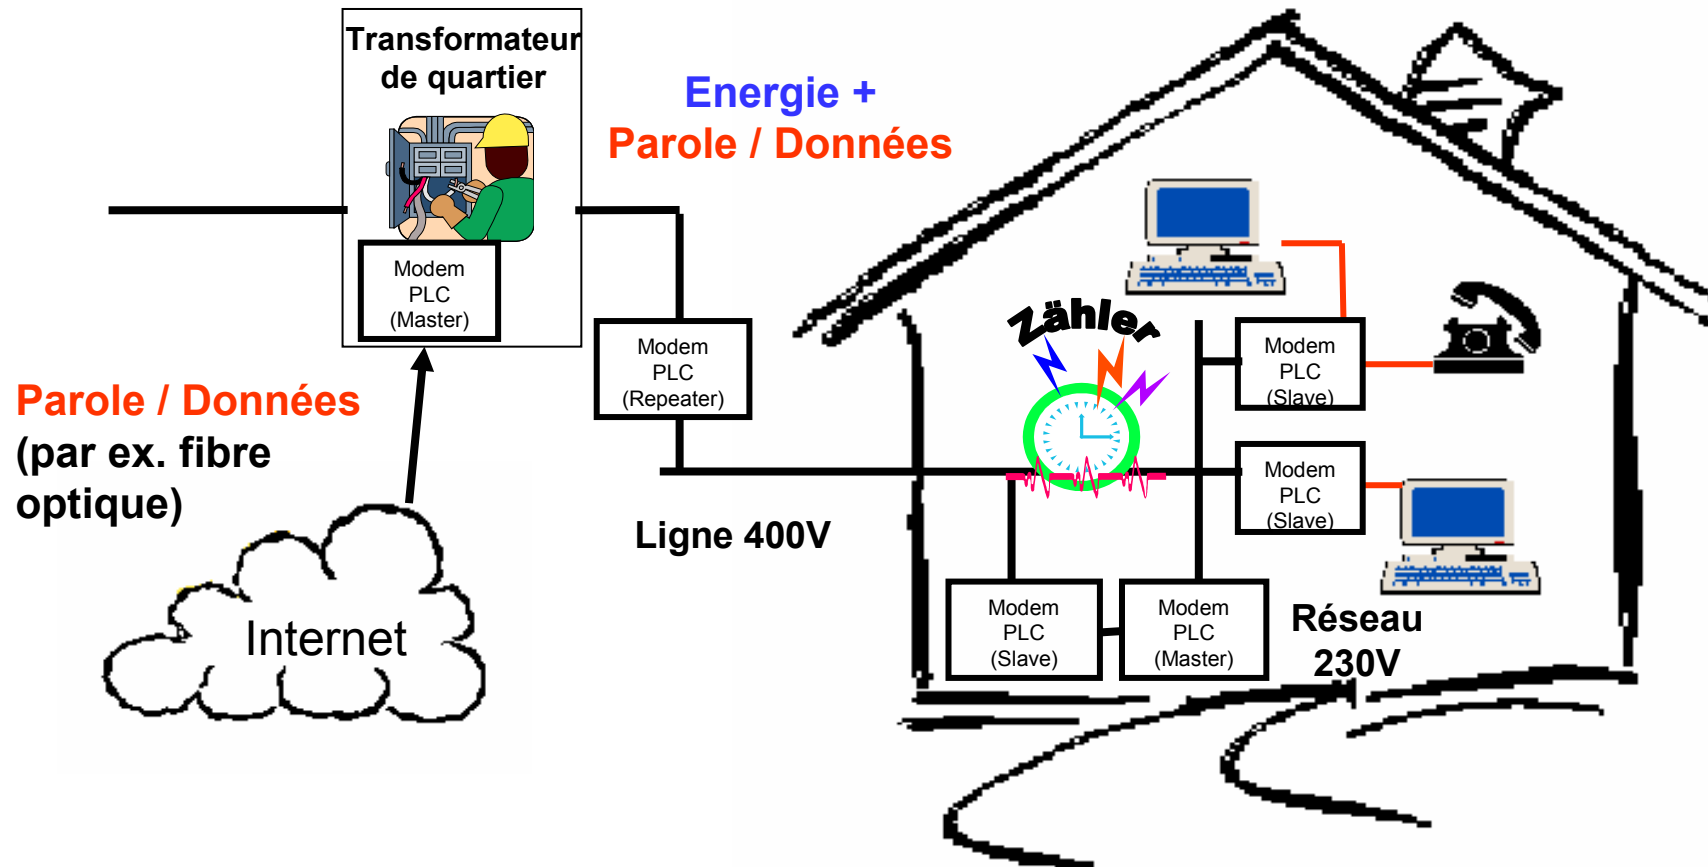 Transformateur
de quartier
Energie +
Parole / Données
Modem
PLC
(Master)
Modem
PLC
(Repeater)
Parole / Données
(par ex. fibre
optique)
Internet
Ligne 400V
Zähler
Modem
PLC
(Slave)
Modem
PLC
(Slave)
Modem
PLC
(Slave)
Modem
PLC
(Master)
Réseau
230V